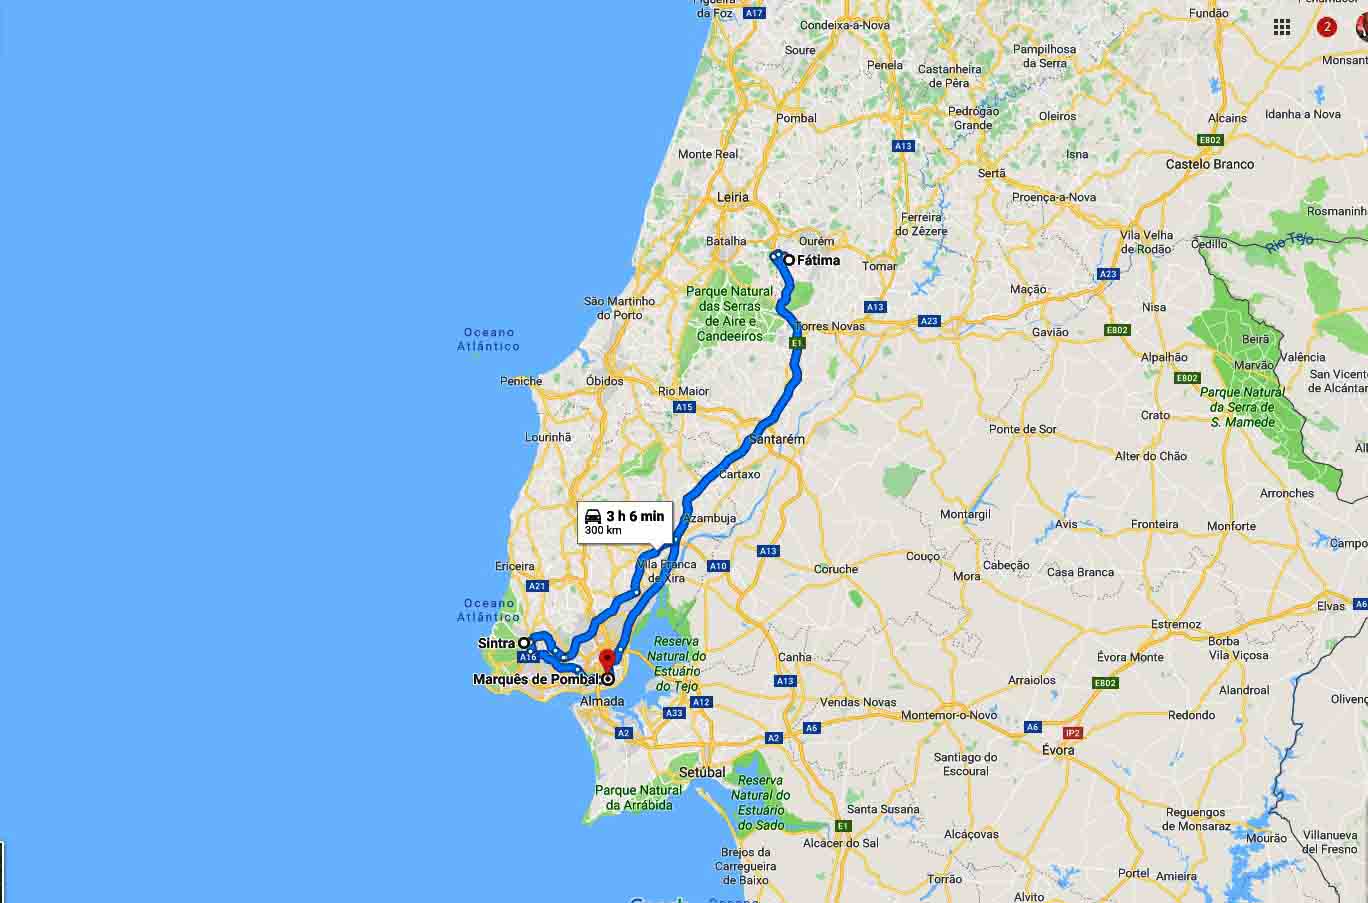 Figueira
da Foz
A17
Condeixa-a-Nova
Fundão
2
Soure
Pampilhosa
da Serra
Penela
Castanheira
de Pêra
Monsant
Pombal
Pedrógão
Grande
Oleiros
Alcains
Idanha a Nova
A13
E802
Monte Real
Isna
Castelo Branco
Sertã
Leiria
Proença-a-Nova
Ferreira
do Zêzere
Rosmaninh
Batalha
Ourém
Vila Velha
de Rodão
Cedillo
Rio Tejo
Fátima
Tomar
A23
Parque Natural
das Serras
de Aire e
Candeeiros
Mação
São Martinho
do Porto
A13
A23
Nisa
Torres Novas
Gavião
E802
Oceano
Atlântico
E1
Beirã
Alpalhão
Marvão
Valência
Peniche
Óbidos
E802
San Vicente
de Alcántar
Rio Maior
Parque Natural
da Serra de
S. Mamede
A15
Crato
Lourinhã
Santarém
Ponte de Sor
Alter do Chão
Cartaxo
Arronches
3 h 6 min
300 km
Azambuja
Montargil
Avis
Fronteira
Monforte
Campo
A13
Ericeira
Vila Franca
de Xira
A10
Coruche
Couço
Cabeção
Mora
Casa Branca
A21
Oceano
Atlântico
Elvas
A6
Estremoz
Sintra
A16
Reserva
Natural do
Estuário
do Tejo
Borba
Vila Viçosa
Canha
Évora Monte
Marquês de Pombal
A13
Arraiolos
E802
Alandroal
Almada
A12
Vendas Novas
Olivenç
A33
Montemor-o-Novo
Redondo
A2
A2
A6
A6
IP2
Évora
Setúbal
Santiago do
Escoural
Parque Natural
da Arrábida
Reserva
Natural do
Estuário
do Sado
Santa Susana
Reguengos
de Monsaraz
E1
Alcáçovas
Mourão
Villanueva
del Fresno
Alcácer do Sal
Brejos da
Carregueira
de Baixo
Torrão
Portel
Amieira
Alvito
Oceano